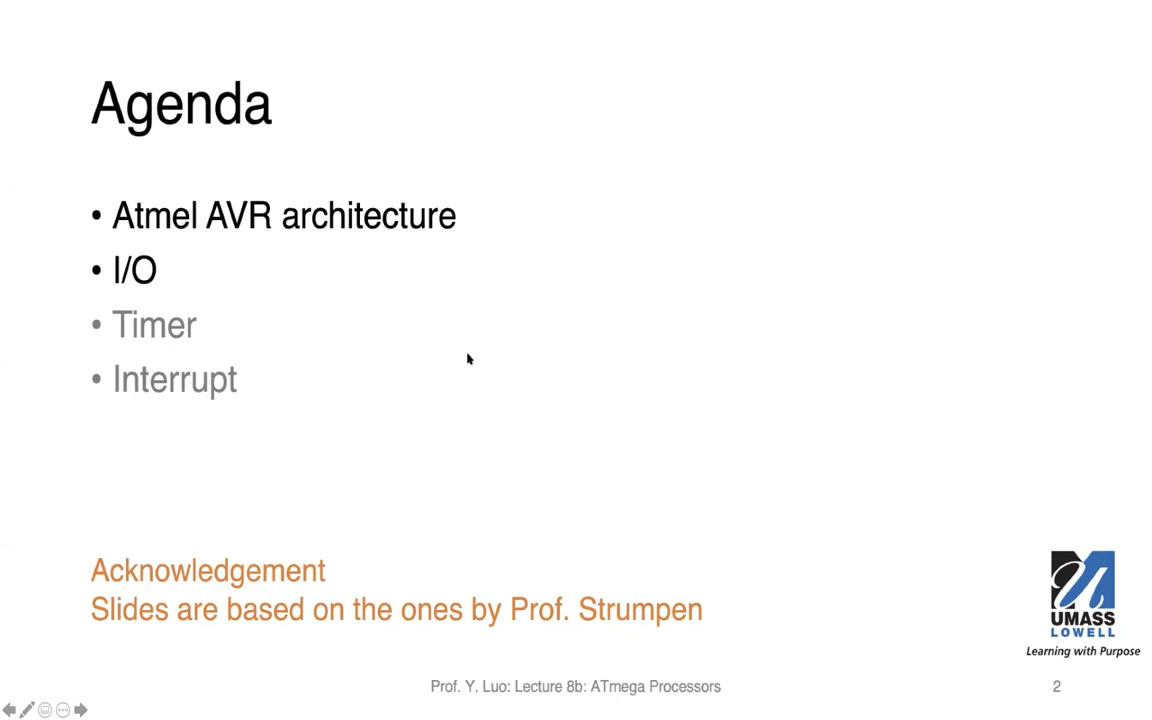 Agenda
• Atmel AVR architecture
• I/O
• Timer
• Interrupt
Acknowledgement
Slides are based on the ones by Prof. Strumpen
UMASS
LOWELL
Learning with Purpose
Prof. Y. Luo: Lecture 8b: ATmega Processors
2